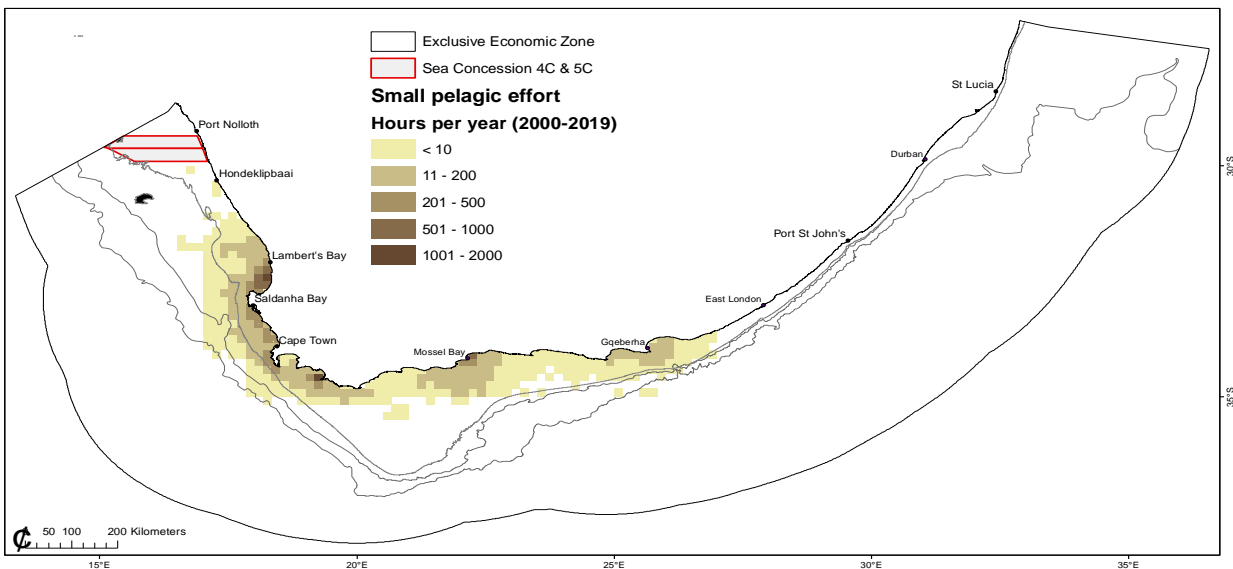 Exclusive Economic Zone
Sea Concession 4C & 5C
Small pelagic effort
Hours per year (2000-2019)
< 10
11 - 200
201 - 500
501 - 1000
1001 - 2000
St Lucia
Port Nolloth
Durban
30°S
Hondeklipbaai
Port St John's
Lambert's Bay
Saldanha Bay
East London
Cape Town
Gqeberha
Mossel Bay
35°S
50 100 200 Kilometers
15°E 20°E 25°E 30°E 35°E